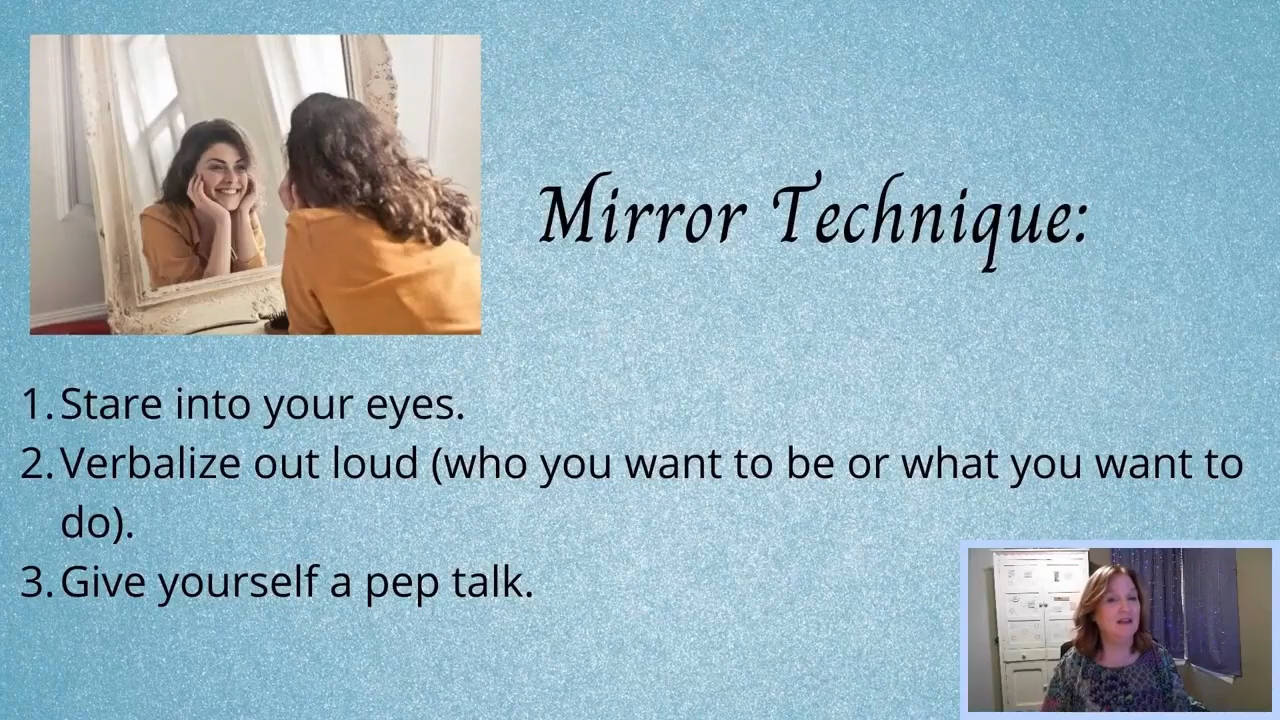 Mirror Technique:
1. Stare into your eyes.
2. Verbalize out loud (who you want to be or what you want to
do).
3. Give yourself a pep talk.